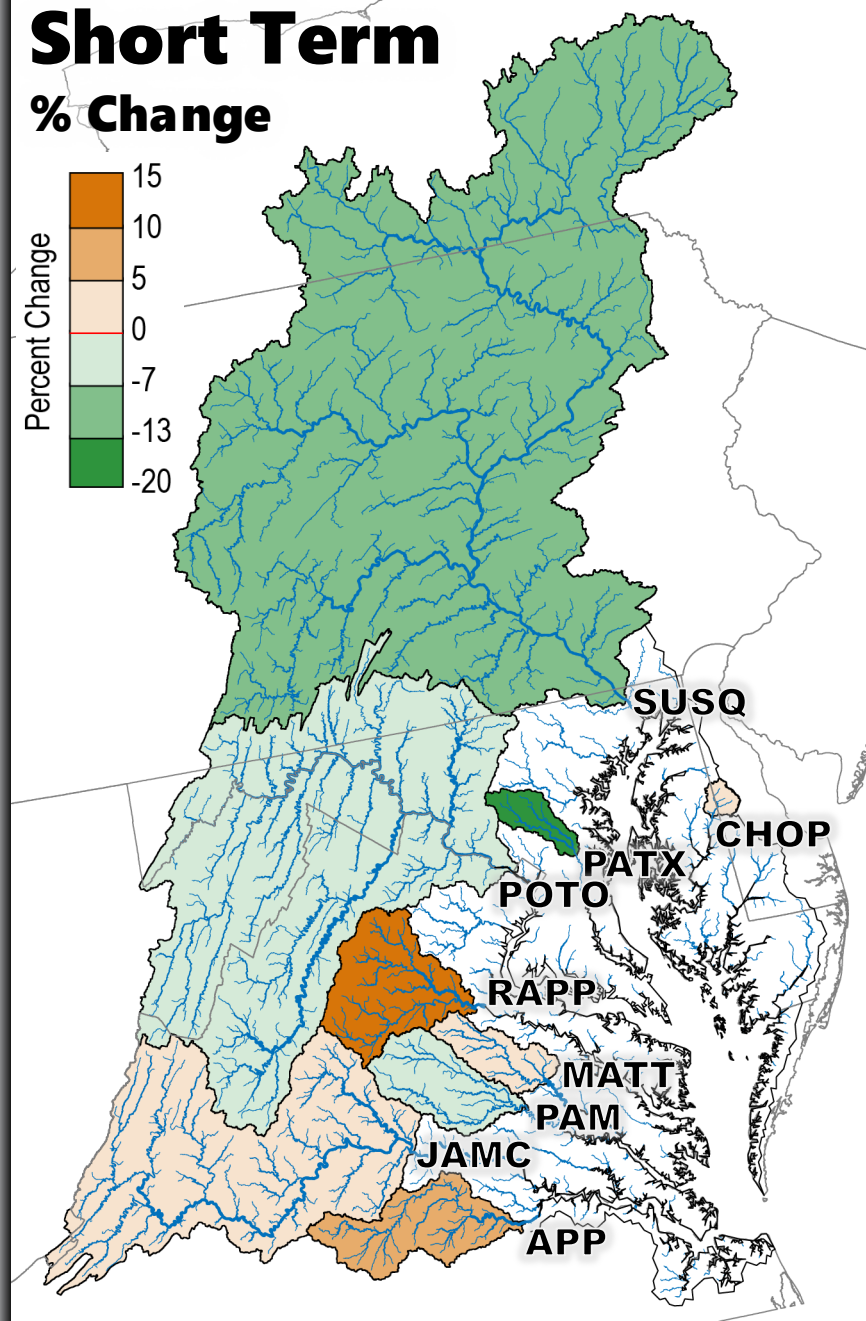 Short Term
% Change
15
10
5
0
-7
-13
-20
Percent Change
SUSQ
CHOP
PATX
POTO
RAPP
MATT
PAM
JAMC
APP